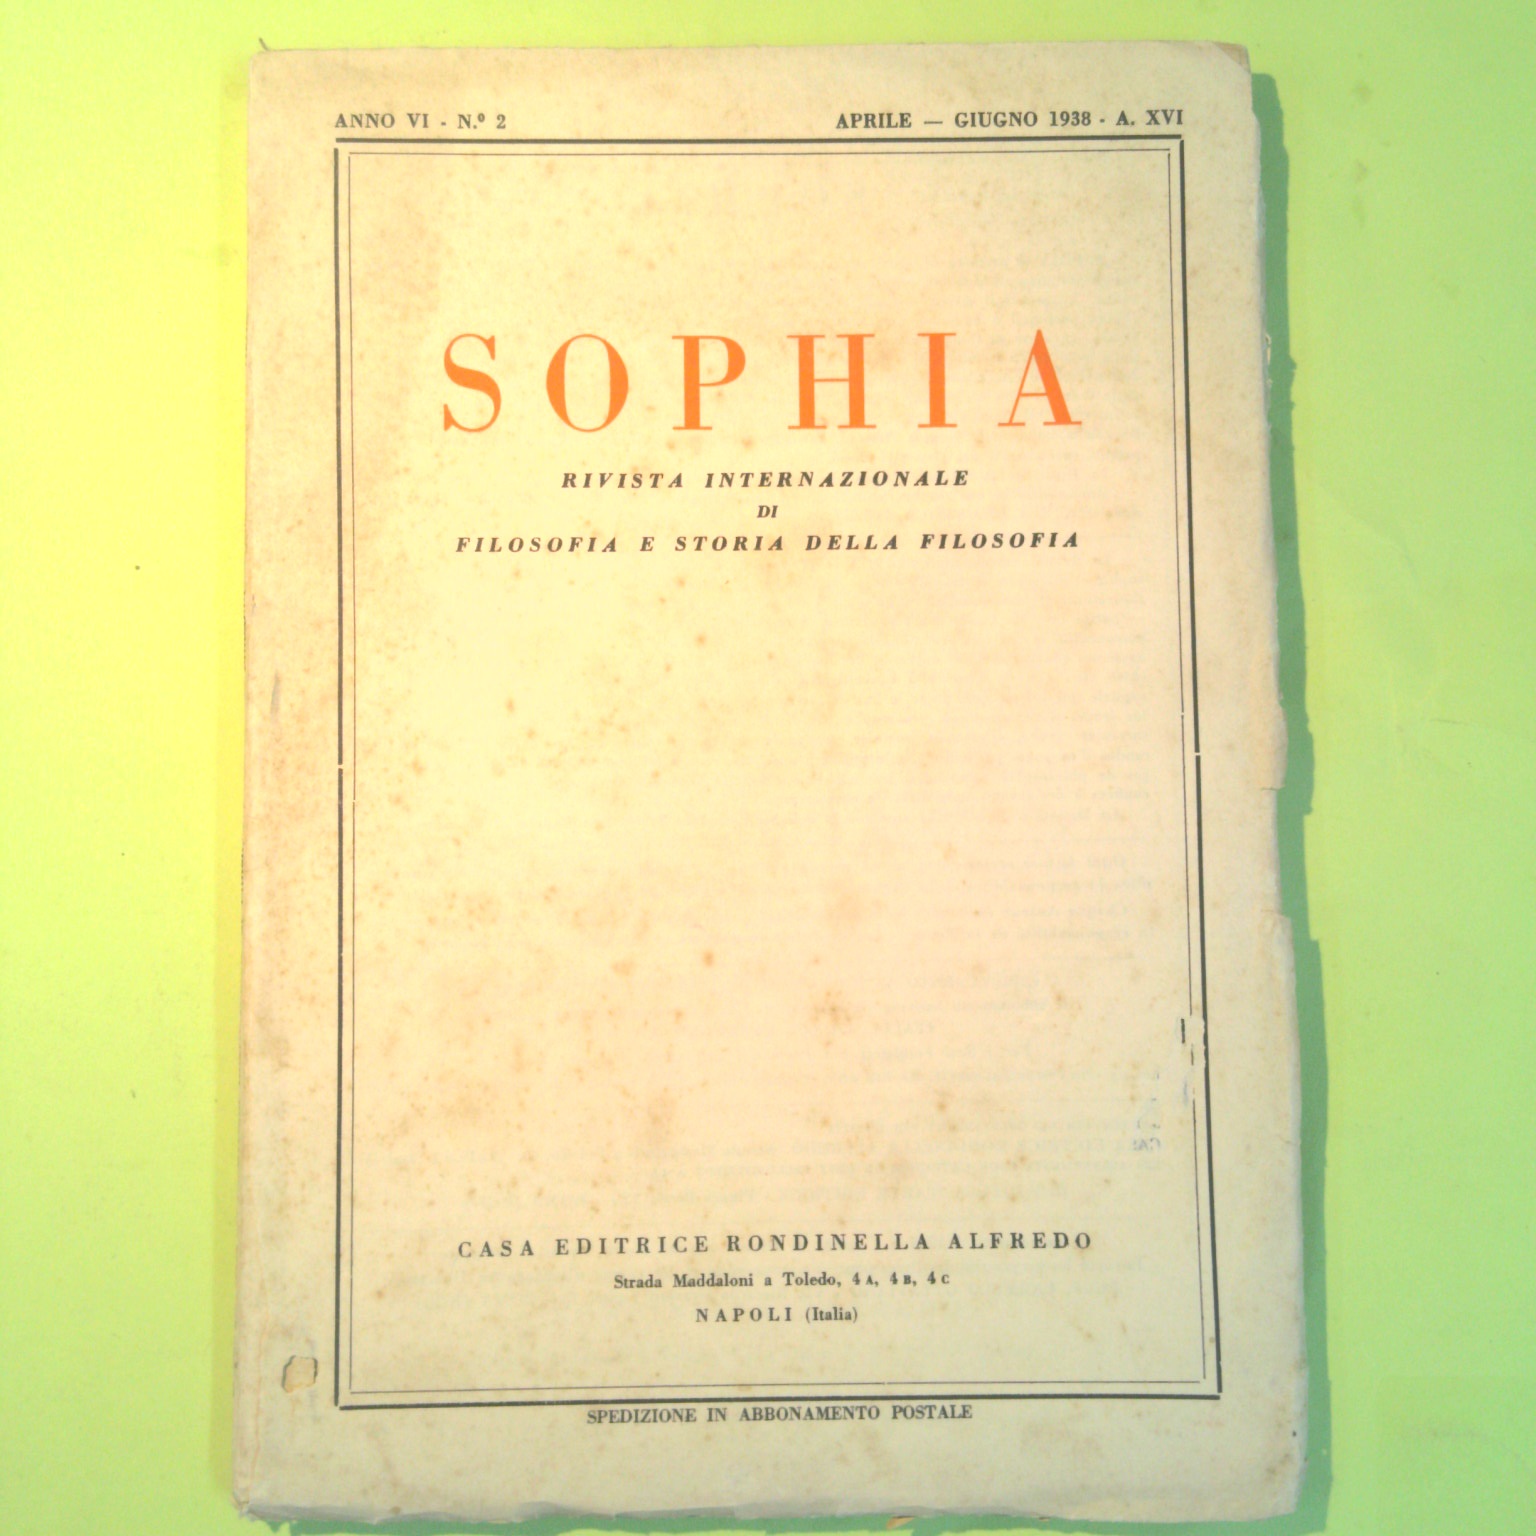 ANNO VI - N.º 2
APRILE — GIUGNO 1938 - A. XVI
SOPHIA
RIVISTA INTERNAZIONALE
DI
FILOSOFIA E STORIA DELLA FILOSOFIA
CASA EDITRICE RONDINELLA ALFREDO
Strada Maddaloni a Toledo, 4 A, 4 B, 4 C
NAPOLI (Italia)
SPEDIZIONE IN ABBONAMENTO POSTALE